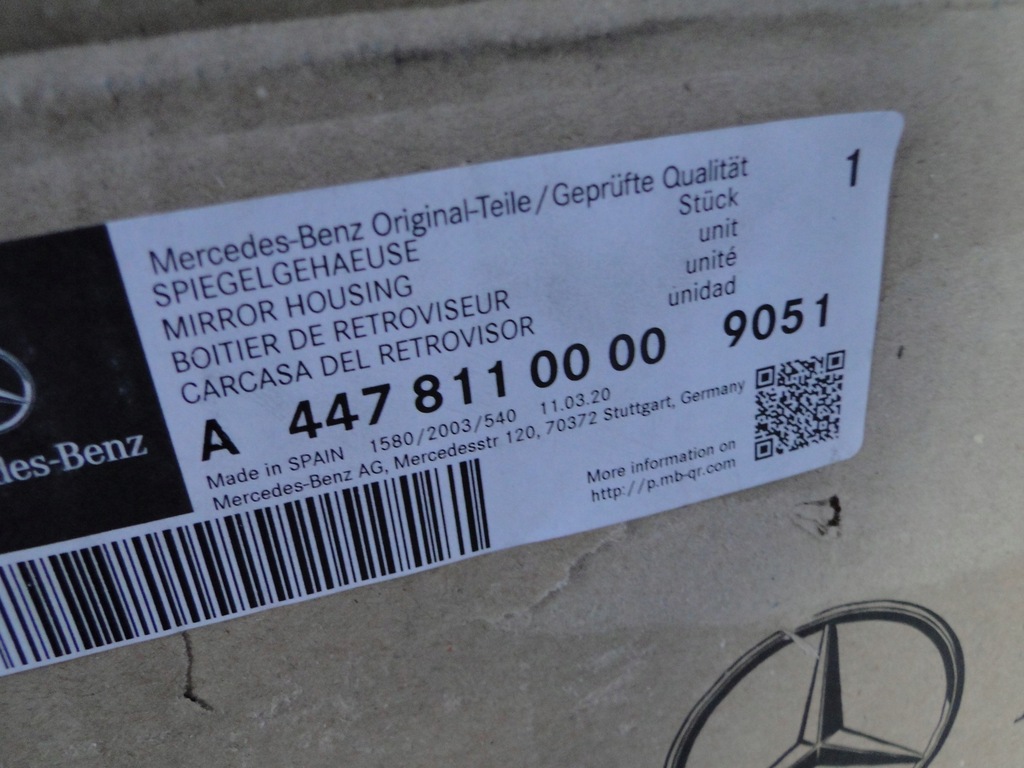 Mercedes-Benz Original-Teile/Geprüfte Qualität 1
SPIEGELGEHAEUSE Stück
MIRROR HOUSING unit
BOITIER DE RETROVISEUR unité
CARCASA DEL RETROVISOR unidad
A 447 811 00 00 9051
Made in SPAIN 1580/2003/540 11.03.20
Mercedes-Benz AG, Mercedesstr 120, 70372 Stuttgart, Germany
More information on
http://p.mb-qr.com
des-Benz